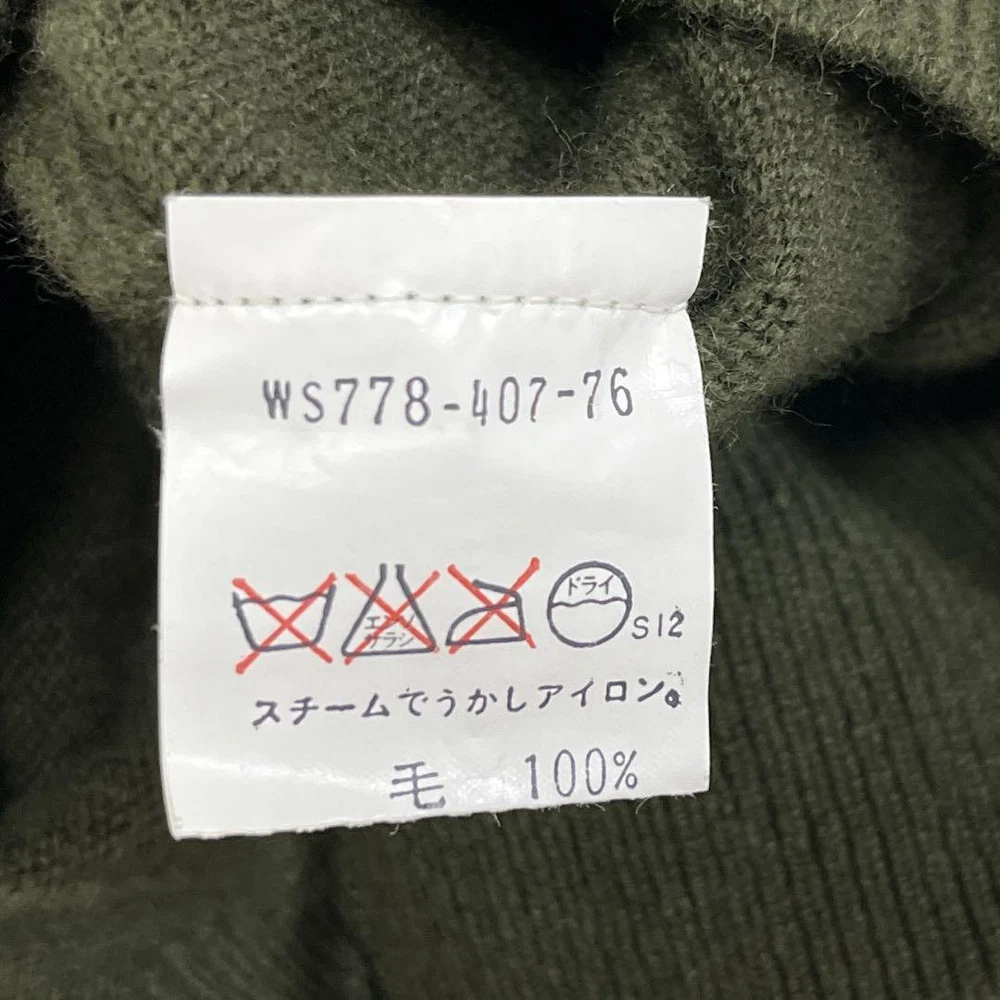 WS778-407-76
エンソ
サラシ
ドライ
S12
スチームでうかしアイロン。
毛 100%